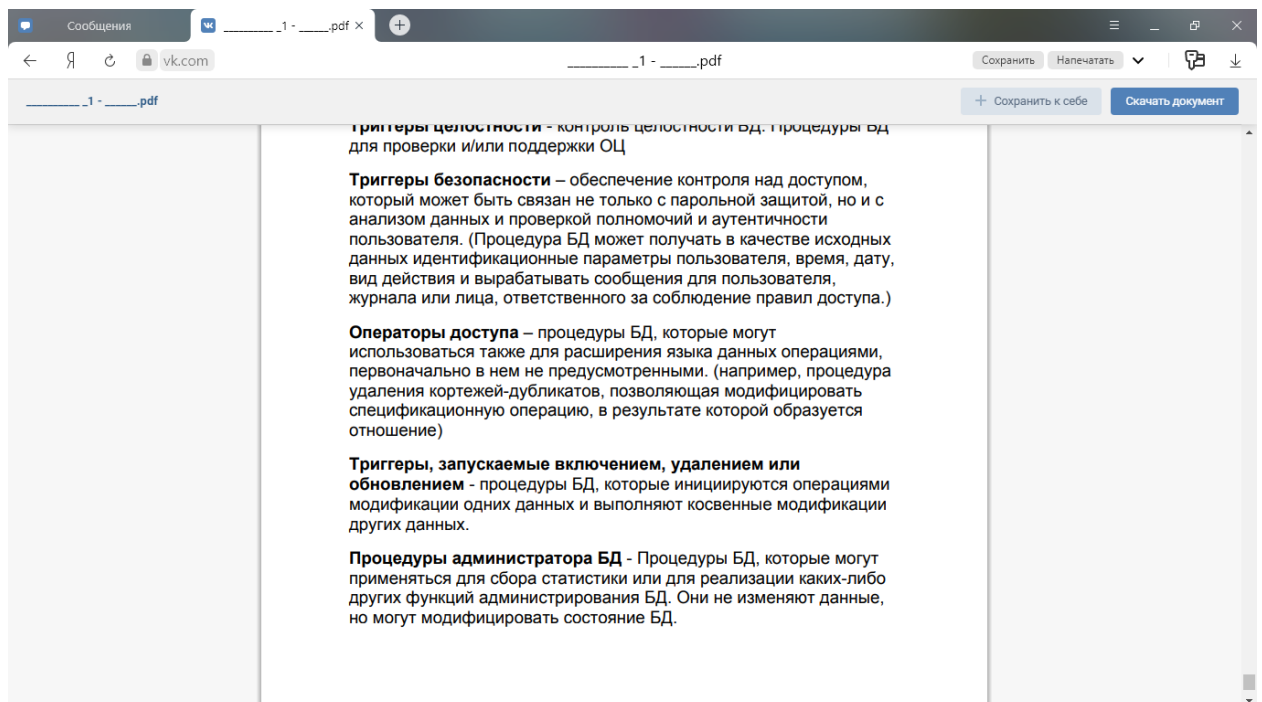 Сообщения
__________ _1 - ______.pdf
vk.com
__________ _1 - ______.pdf
Сохранить
Напечатать
__________ _1 - ______.pdf
Сохранить к себе
Скачать документ
Триггеры целостности - контроль целостности БД. Процедуры БД
для проверки и/или поддержки ОЦ
Триггеры безопасности – обеспечение контроля над доступом,
который может быть связан не только с парольной защитой, но и с
анализом данных и проверкой полномочий и аутентичности
пользователя. (Процедура БД может получать в качестве исходных
данных идентификационные параметры пользователя, время, дату,
вид действия и вырабатывать сообщения для пользователя,
журнала или лица, ответственного за соблюдение правил доступа.)
Операторы доступа – процедуры БД, которые могут
использоваться также для расширения языка данных операциями,
первоначально в нем не предусмотренными. (например, процедура
удаления кортежей-дубликатов, позволяющая модифицировать
спецификационную операцию, в результате которой образуется
отношение)
Триггеры, запускаемые включением, удалением или
обновлением - процедуры БД, которые инициируются операциями
модификации одних данных и выполняют косвенные модификации
других данных.
Процедуры администратора БД - Процедуры БД, которые могут
применяться для сбора статистики или для реализации каких-либо
других функций администрирования БД. Они не изменяют данные,
но могут модифицировать состояние БД.